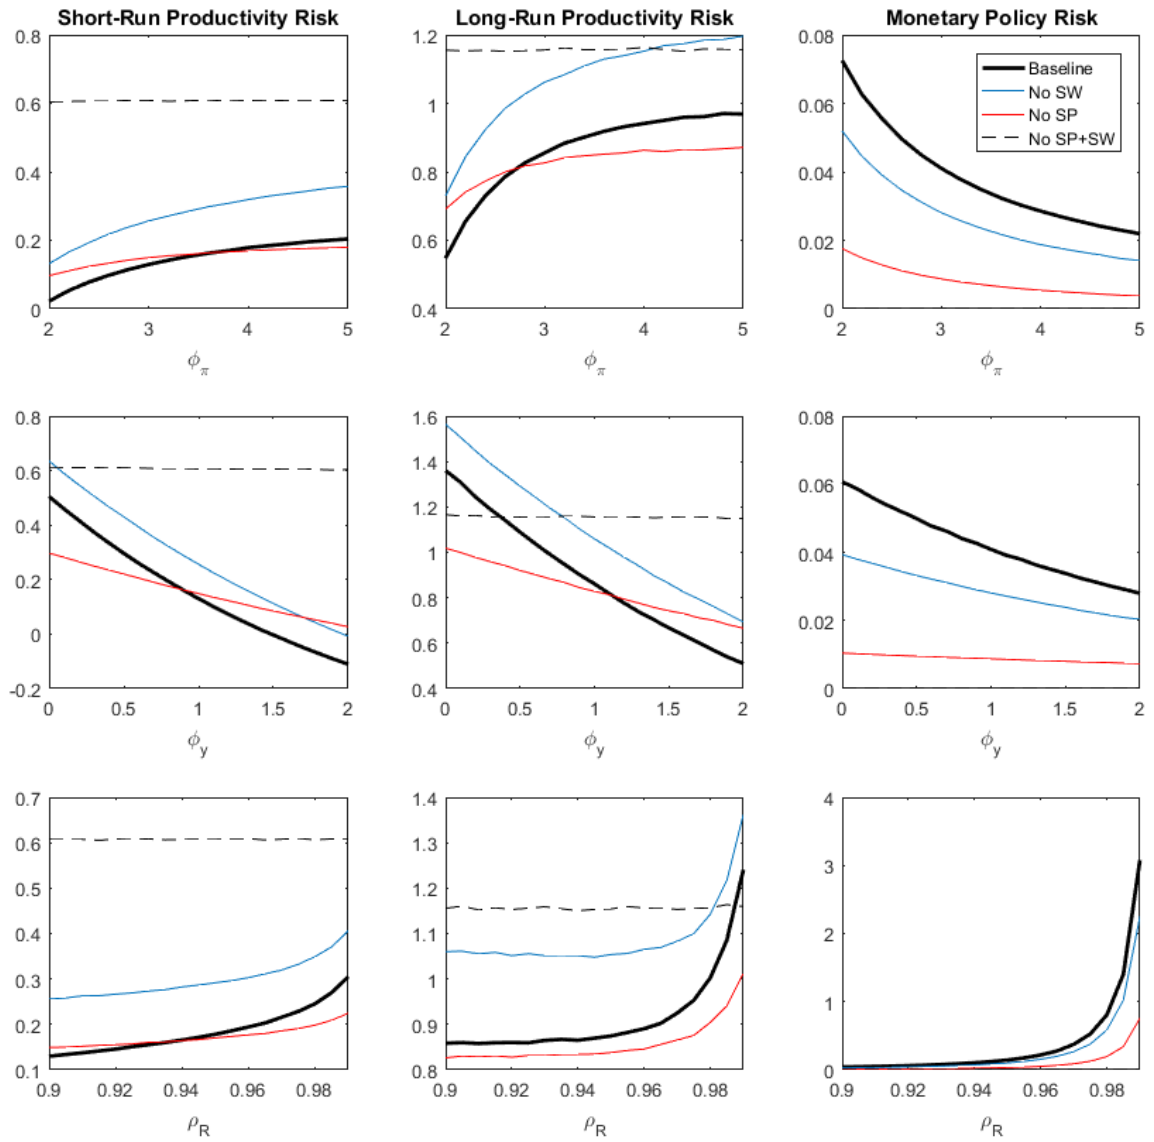 Short-Run Productivity Risk
Long-Run Productivity Risk
Monetary Policy Risk
0.8
0.6
0.4
0.2
0
2 3 4 5
ϕπ
1.2
1
0.8
0.6
0.4
2 3 4 5
ϕπ
0.08
0.06
0.04
0.02
0
2 3 4 5
ϕπ
Baseline
No SW
No SP
No SP+SW
0.8
0.6
0.4
0.2
0
-0.2
0 0.5 1 1.5 2
ϕy
1.6
1.4
1.2
1
0.8
0.6
0.4
0 0.5 1 1.5 2
ϕy
0.08
0.06
0.04
0.02
0
0 0.5 1 1.5 2
ϕy
0.7
0.6
0.5
0.4
0.3
0.2
0.1
0.9 0.92 0.94 0.96 0.98
ρR
1.4
1.3
1.2
1.1
1
0.9
0.8
0.9 0.92 0.94 0.96 0.98
ρR
4
3
2
1
0
0.9 0.92 0.94 0.96 0.98
ρR